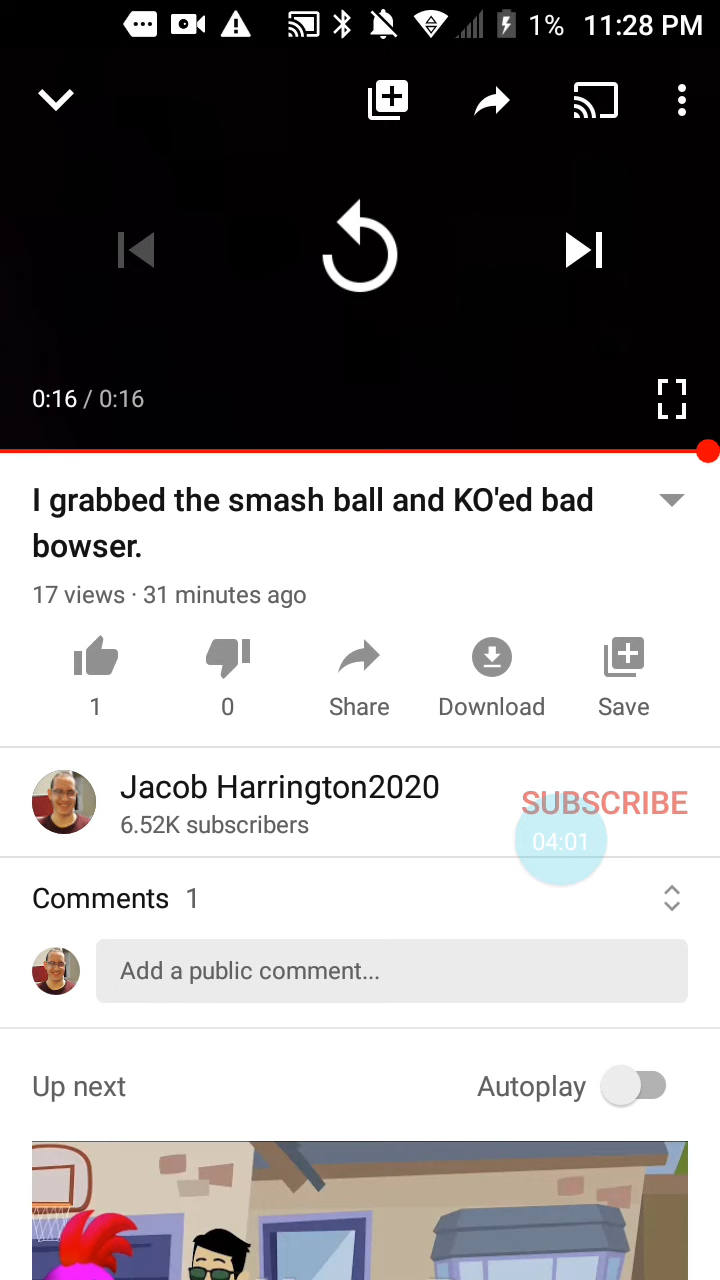 1% 11:28 PM
0:16 / 0:16
I grabbed the smash ball and KO'ed bad
bowser.
17 views · 31 minutes ago
1 0 Share Download Save
Jacob Harrington2020
6.52K subscribers
SUBSCRIBE
04:01
Comments 1
Add a public comment...
Up next Autoplay